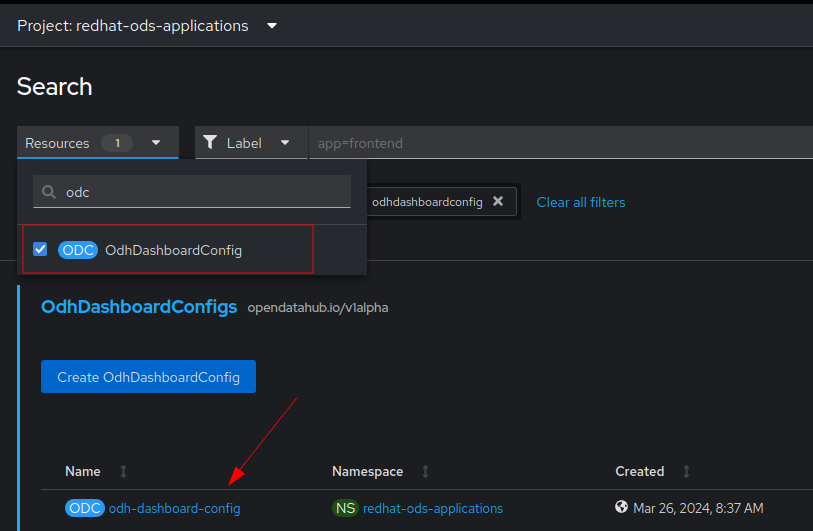 Project: redhat-ods-applications
Search
Resources 1 Label app=frontend
odc
odhdashboardconfig Clear all filters
ODC OdhDashboardConfig
OdhDashboardConfigs opendatahub.io/v1alpha
Create OdhDashboardConfig
Name Namespace Created
ODC odh-dashboard-config NS redhat-ods-applications Mar 26, 2024, 8:37 AM